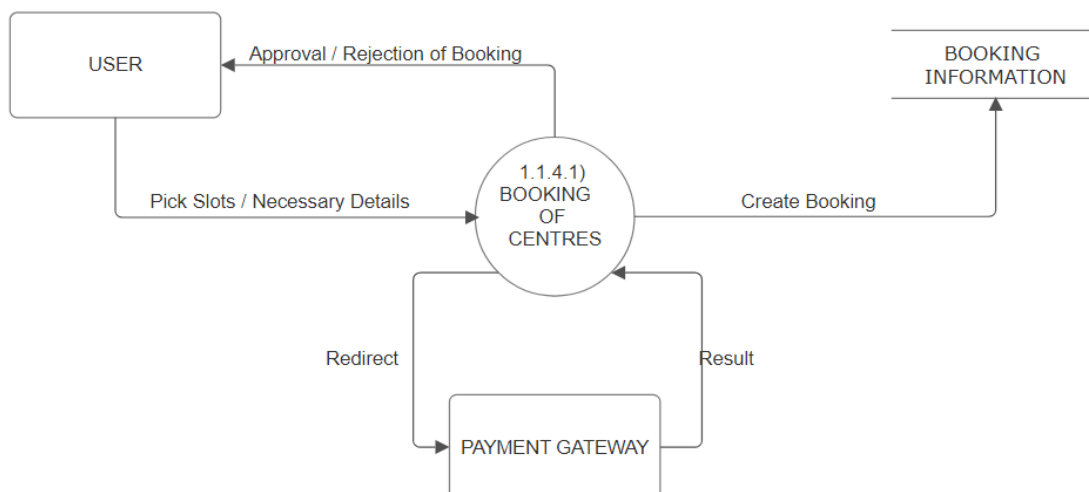 USER
Approval / Rejection of Booking
BOOKING
INFORMATION
1.1.4.1)
BOOKING
OF
CENTRES
Pick Slots / Necessary Details
Create Booking
Redirect
Result
PAYMENT GATEWAY